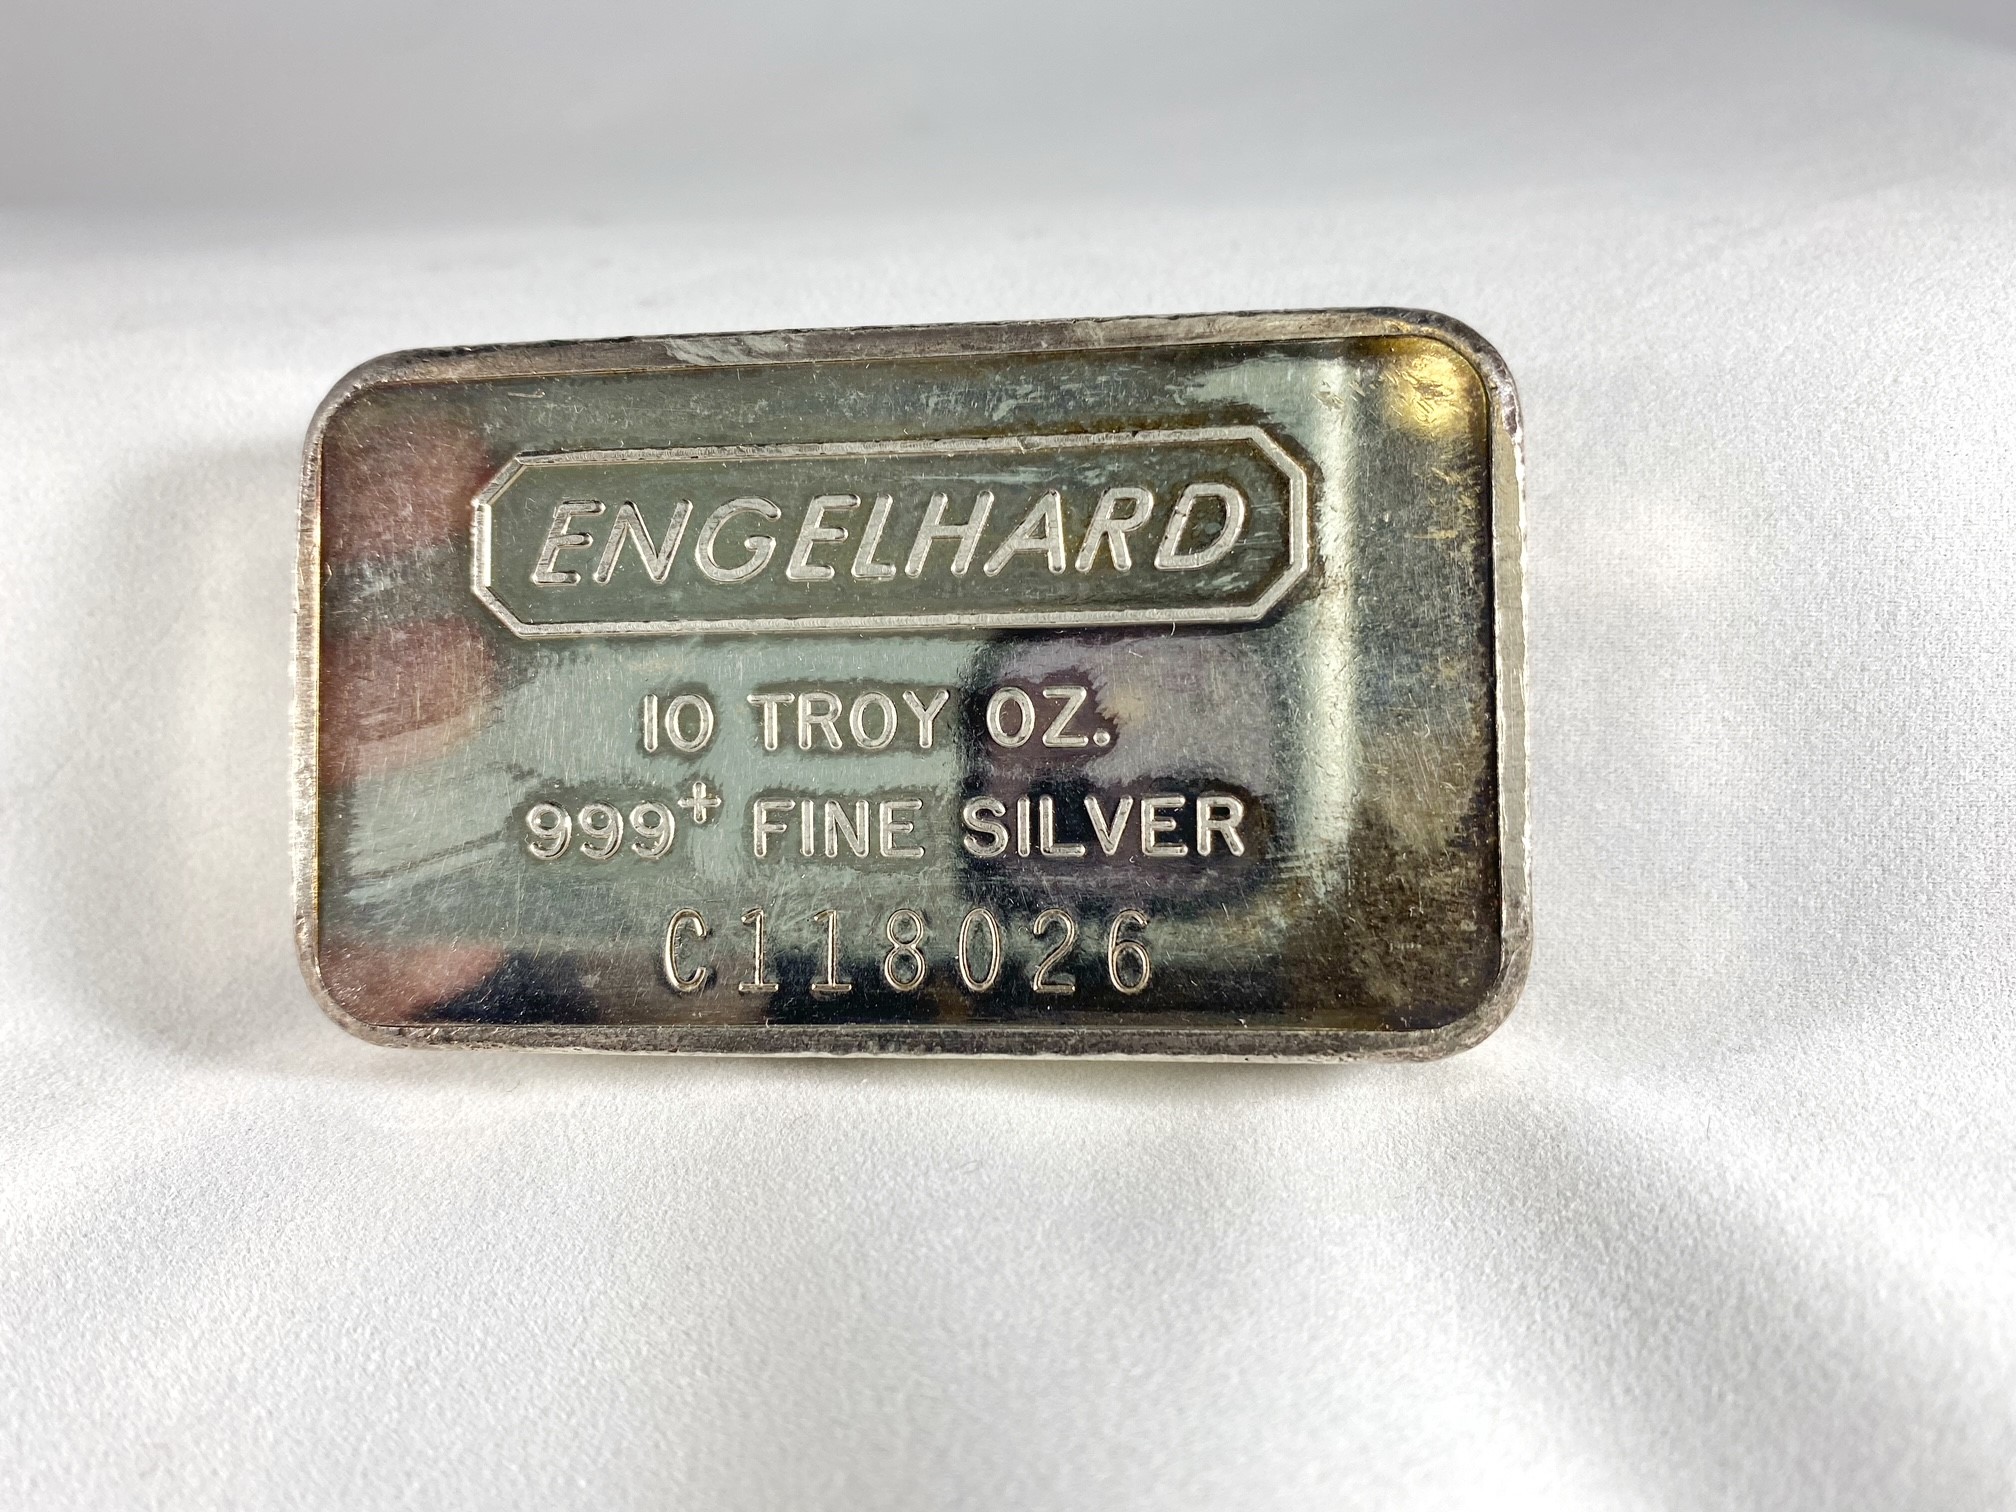 ENGELHARD
10 TROY OZ.
999+ FINE SILVER
C118026